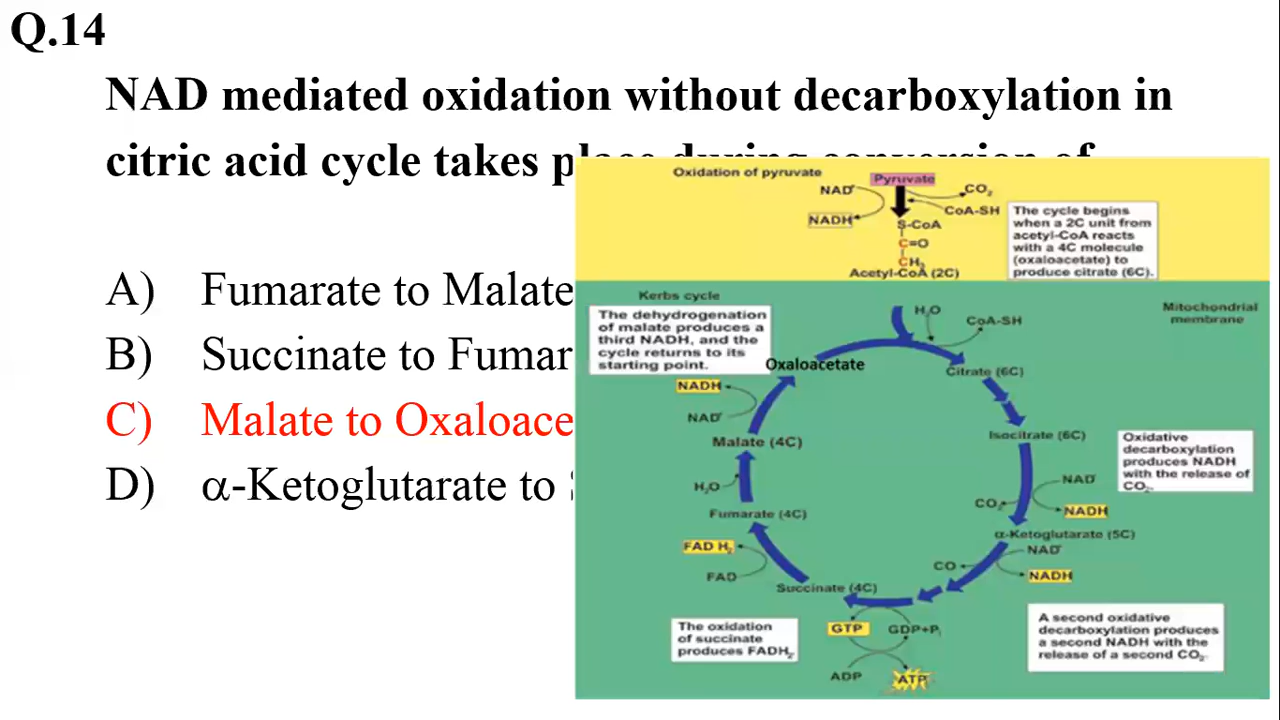 Q.14
NAD mediated oxidation without decarboxylation in
citric acid cycle takes place during conversion of
A) Fumarate to Malate
B) Succinate to Fumar
C) Malate to Oxaloace
D) α-Ketoglutarate to
Oxidation of pyruvate
Pyruvate
NAD⁺
CO₂
NADH
CoA-SH
S-CoA
C=O
CH₃
Acetyl-CoA (2C)
The cycle begins
when a 2C unit from
acetyl-CoA reacts
with a 4C molecule
(oxaloacetate) to
produce citrate (6C).
Kerbs cycle
Mitochondrial
membrane
The dehydrogenation
of malate produces a
third NADH, and the
cycle returns to its
starting point.
H₂O
CoA-SH
Oxaloacetate
Citrate (6C)
NADH
NAD⁺
Malate (4C)
Isocitrate (6C)
Oxidative
decarboxylation
produces NADH
with the release of
CO₂.
H₂O
NAD⁺
CO₂
NADH
Fumarate (4C)
α-Ketoglutarate (5C)
FAD H₂
NAD⁺
CO
FAD
NADH
Succinate (4C)
The oxidation
of succinate
produces FADH₂
GTP
GDP+Pᵢ
A second oxidative
decarboxylation produces
a second NADH with the
release of a second CO₂.
ADP
ATP